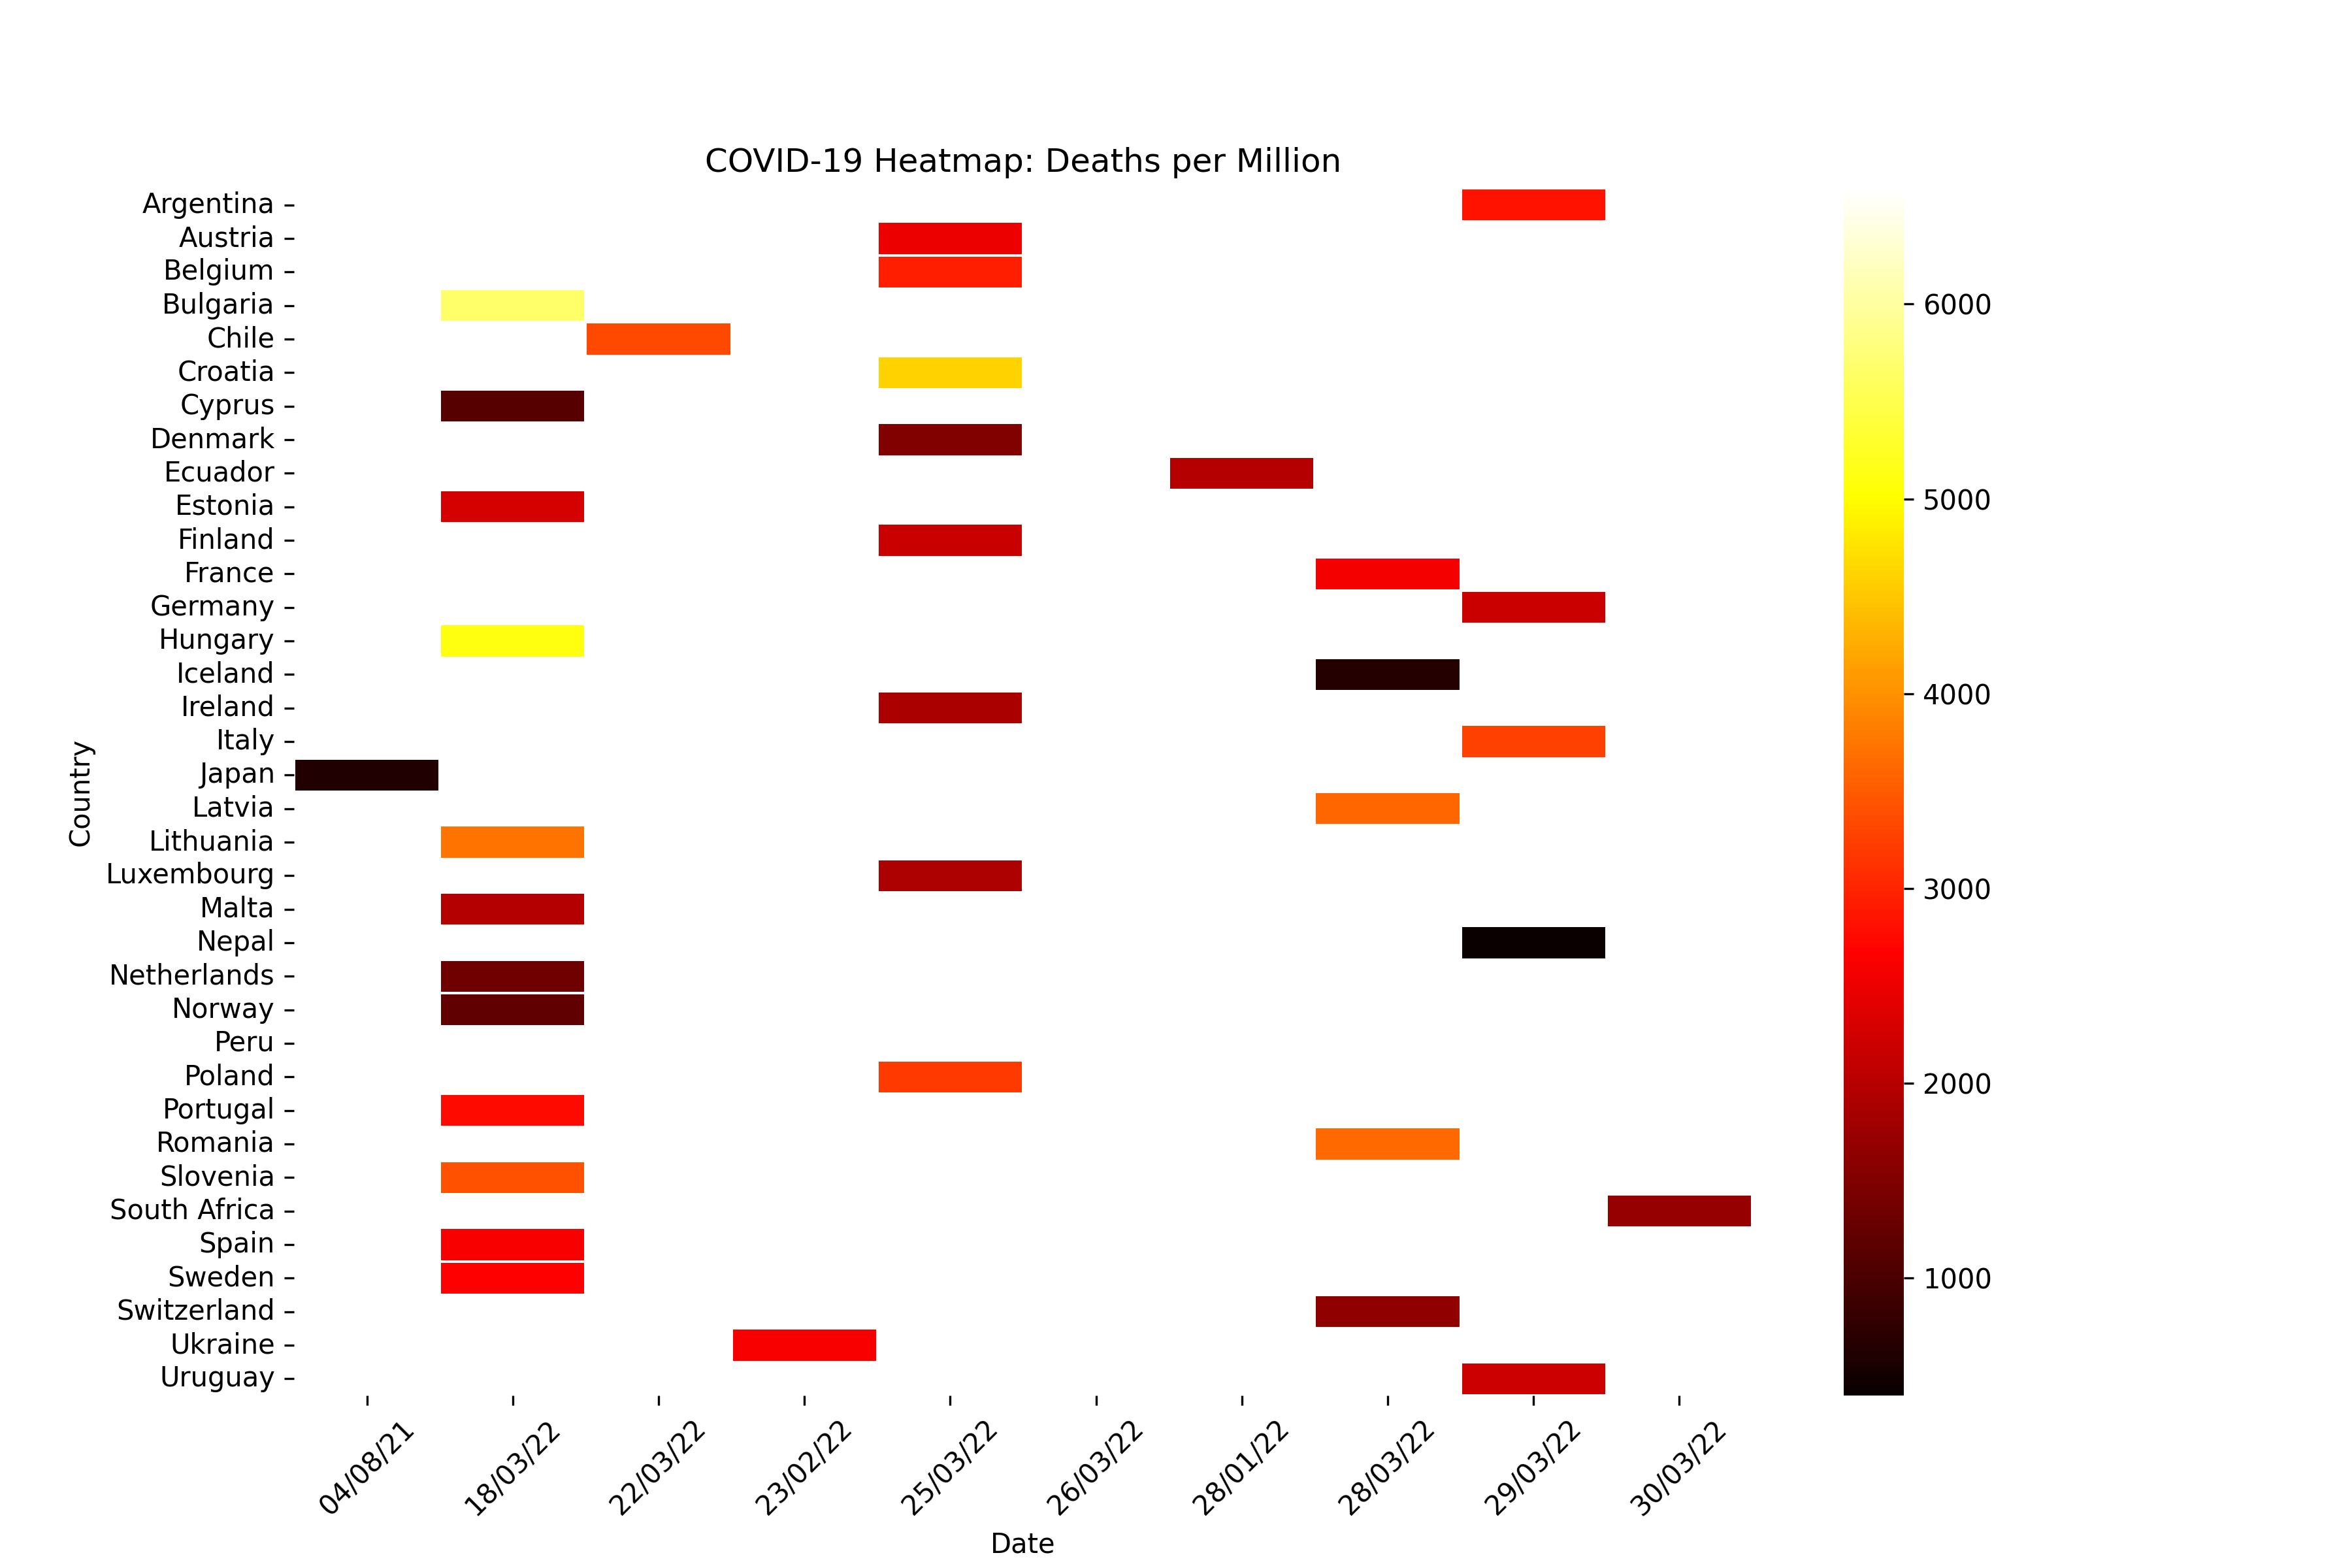 COVID-19 Heatmap: Deaths per Million
Argentina
Austria
Belgium
Bulgaria
Chile
Croatia
Cyprus
Denmark
Ecuador
Estonia
Finland
France
Germany
Hungary
Iceland
Ireland
Italy
Japan
Latvia
Lithuania
Luxembourg
Malta
Nepal
Netherlands
Norway
Peru
Poland
Portugal
Romania
Slovenia
South Africa
Spain
Sweden
Switzerland
Ukraine
Uruguay
Country
04/08/21
18/03/22
22/03/22
23/02/22
25/03/22
26/03/22
28/01/22
28/03/22
29/03/22
30/03/22
Date
6000
5000
4000
3000
2000
1000